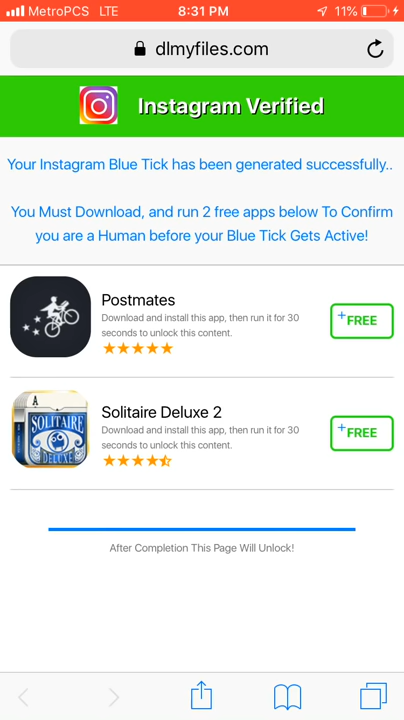 MetroPCS LTE 8:31 PM 11%
dlmyfiles.com
Instagram Verified
Your Instagram Blue Tick has been generated successfully..
You Must Download, and run 2 free apps below To Confirm
you are a Human before your Blue Tick Gets Active!
Postmates
Download and install this app, then run it for 30
seconds to unlock this content.
+FREE
A
SOLITAIRE
DELUXE
Solitaire Deluxe 2
Download and install this app, then run it for 30
seconds to unlock this content.
+FREE
After Completion This Page Will Unlock!